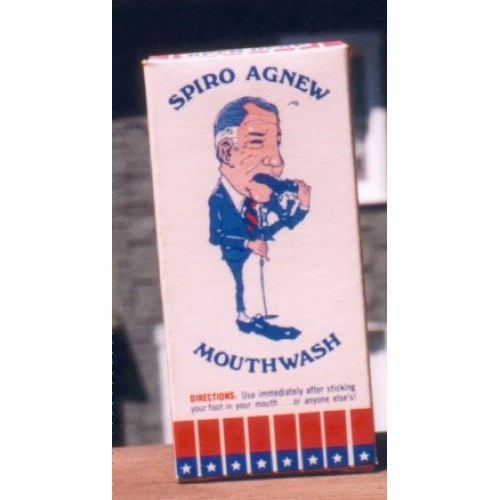 SPIRO AGNEW
MOUTHWASH
DIRECTIONS: Use immediately after sticking
your foot in your mouth ... or anyone else's!